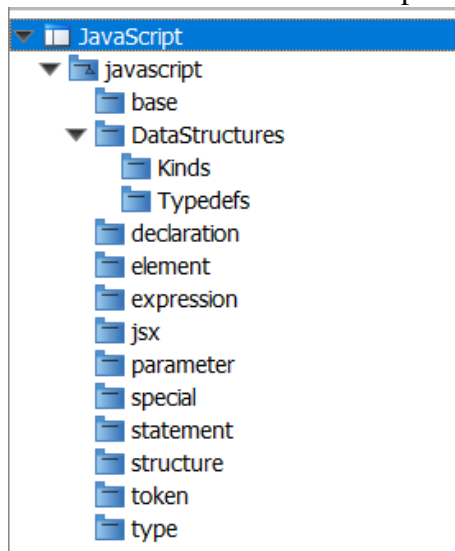 JavaScript
javascript
base
DataStructures
Kinds
Typedefs
declaration
element
expression
jsx
parameter
special
statement
structure
token
type